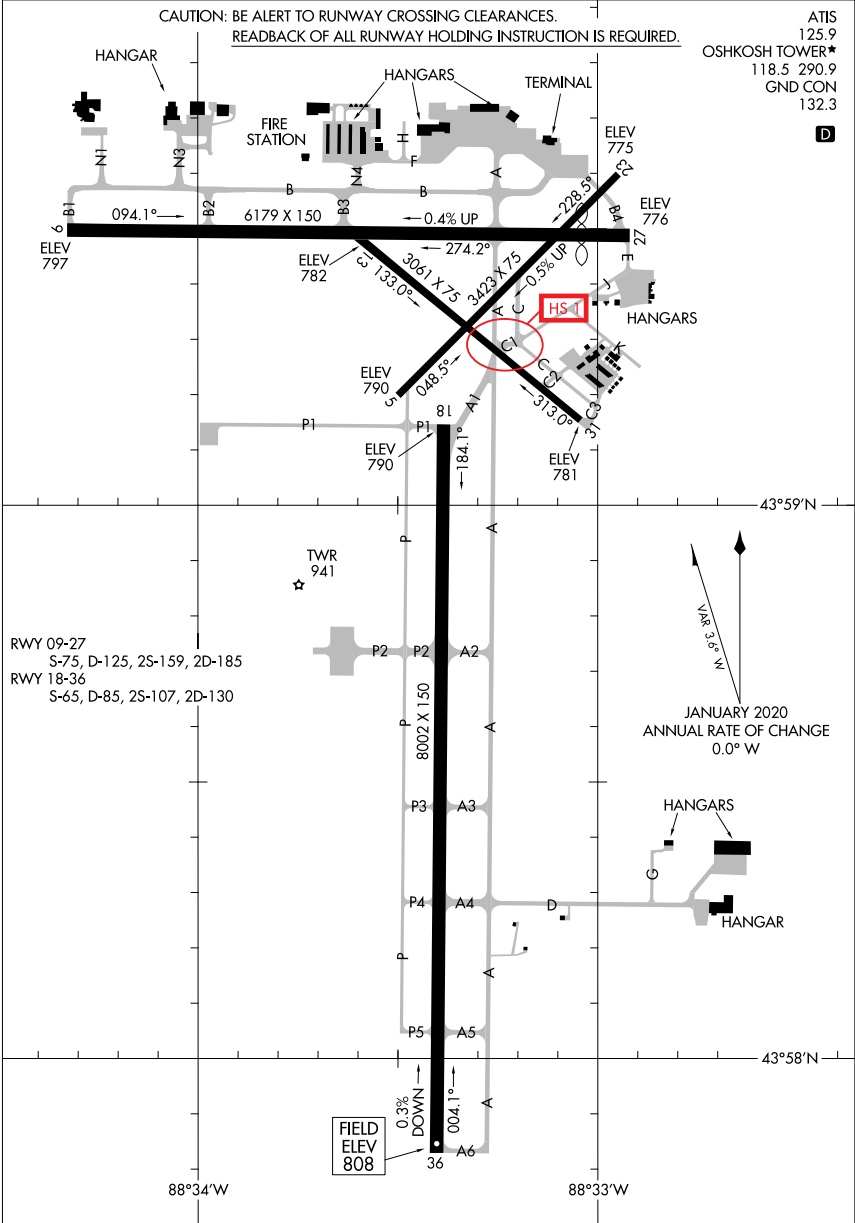 CAUTION: BE ALERT TO RUNWAY CROSSING CLEARANCES.
READBACK OF ALL RUNWAY HOLDING INSTRUCTION IS REQUIRED.
ATIS
125.9
OSHKOSH TOWER★
118.5 290.9
GND CON
132.3
D
HANGAR
HANGARS
TERMINAL
FIRE
STATION
ELEV
775
23
N1
N3
N4
H
F
A
B
B
B1
B2
B3
B4
094.1°
6179 X 150
0.4% UP
274.2°
228.5°
ELEV
776
9
27
ELEV
797
ELEV
782
13
133.0°
3061 X 75
3423 X 75
0.5% UP
E
J
A
C
HS 1
HANGARS
C1
C
C2
K
C3
ELEV
790
5
048.5°
313.0°
31
ELEV
781
18
P1
P1
A1
ELEV
790
184.1°
43°59'N
A
P
TWR
941
VAR 3.6° W
RWY 09-27
S-75, D-125, 2S-159, 2D-185
RWY 18-36
S-65, D-85, 2S-107, 2D-130
P2
P2
A2
8002 X 150
P
A
JANUARY 2020
ANNUAL RATE OF CHANGE
0.0° W
P3
A3
HANGARS
G
P4
A4
D
HANGAR
P
A
P5
A5
43°58'N
0.3%
DOWN
004.1°
A
FIELD
ELEV
808
36
A6
88°34'W
88°33'W